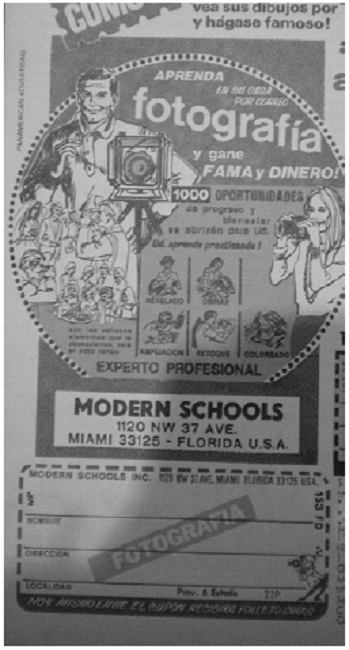 vea sus dibujos por
y hágase famoso!
PANAMERICAN ADVERTISING
APRENDA
EN SU CASA
POR CORREO
fotografía
y gane
FAMA y DINERO!
1000 OPORTUNIDADES
de progreso y
bienestar
se abrirán para Ud.
Ud. aprende practicando!
REVELADO
AMPLIACION RETOQUE COLOREADO
EXPERTO PROFESIONAL
MODERN SCHOOLS
1120 NW 37 AVE.
MIAMI 33125 - FLORIDA U.S.A.
MODERN SCHOOLS INC. 1120 NW 37 AVE. MIAMI FLORIDA 33125 USA.
NOMBRE
DIRECCION
FOTOGRAFIA
LOCALIDAD Prov. ó Estado ZIP
HOY MISMO ENVIE EL CUPON RECIBIRA FOLLETO GRATIS